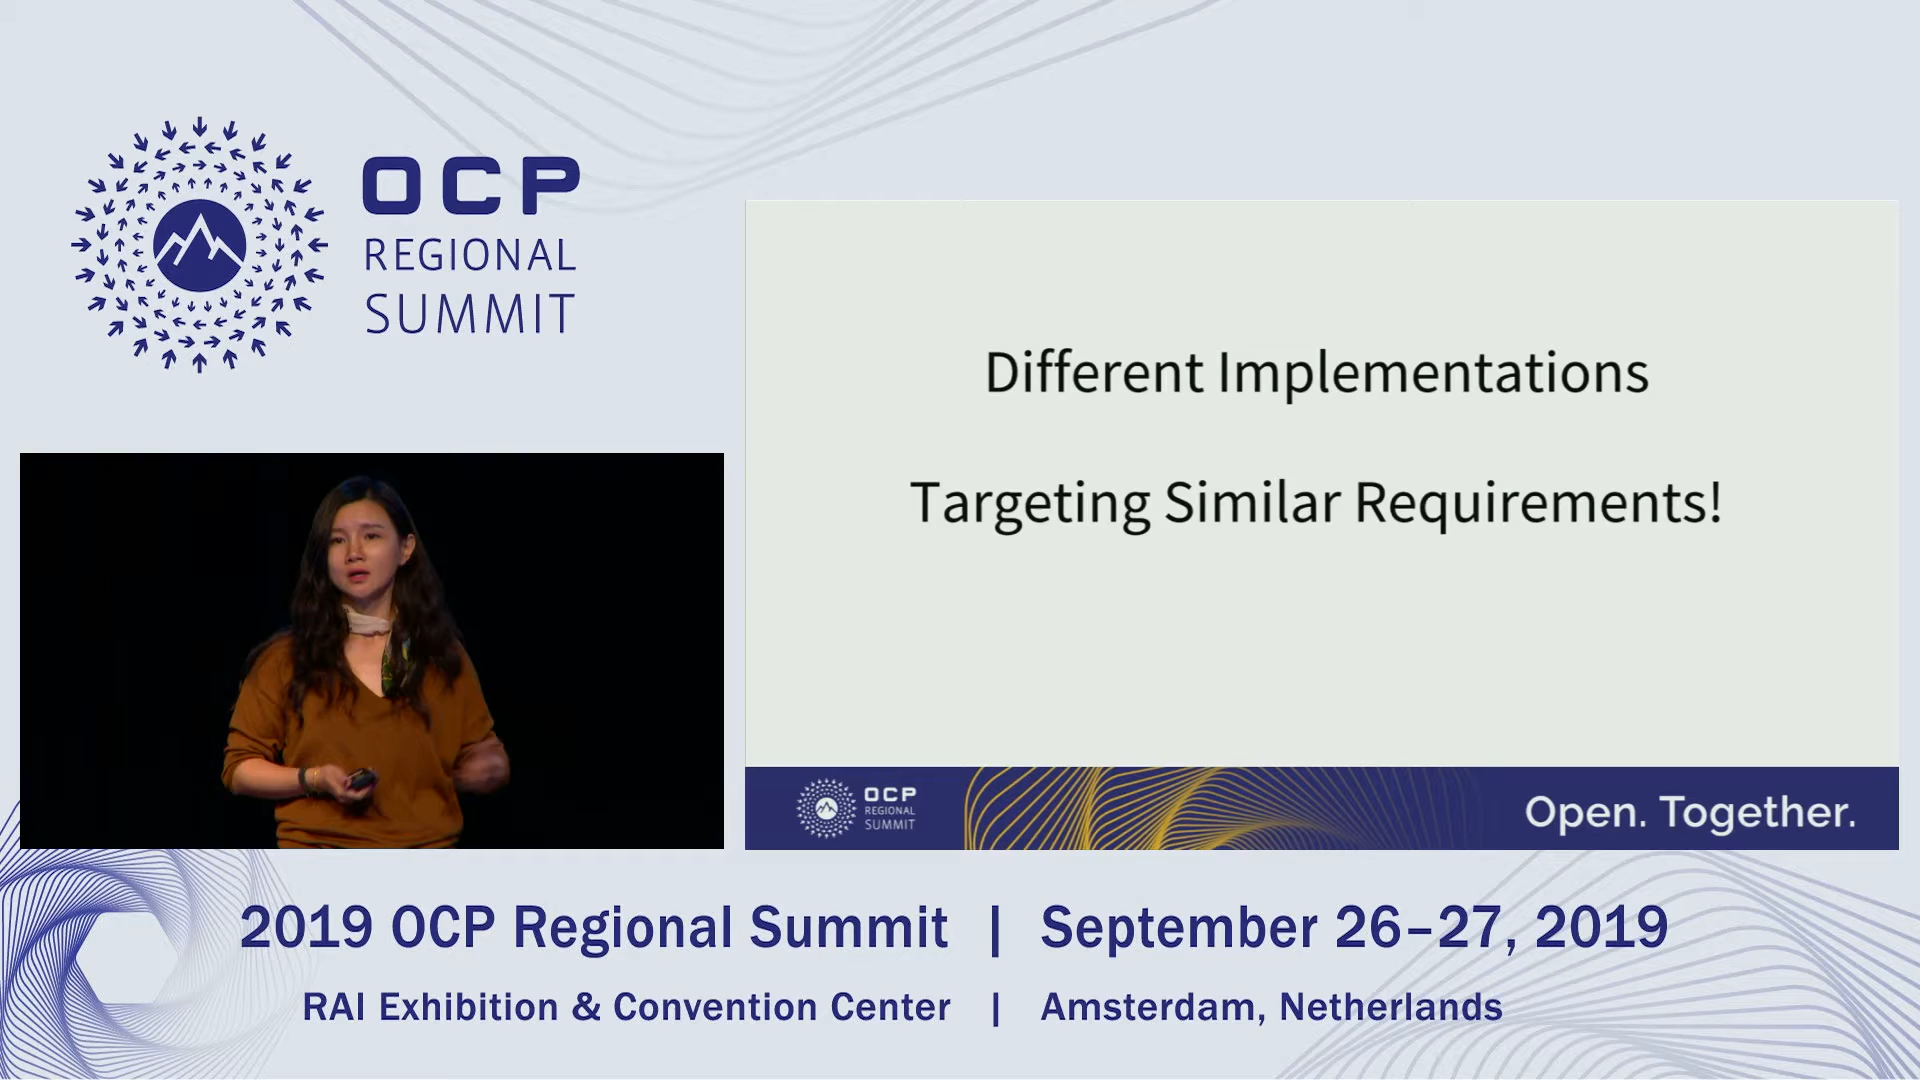 OCP
REGIONAL
SUMMIT
Different Implementations
Targeting Similar Requirements!
OCP
REGIONAL
SUMMIT
Open. Together.
2019 OCP Regional Summit | September 26–27, 2019
RAI Exhibition & Convention Center | Amsterdam, Netherlands